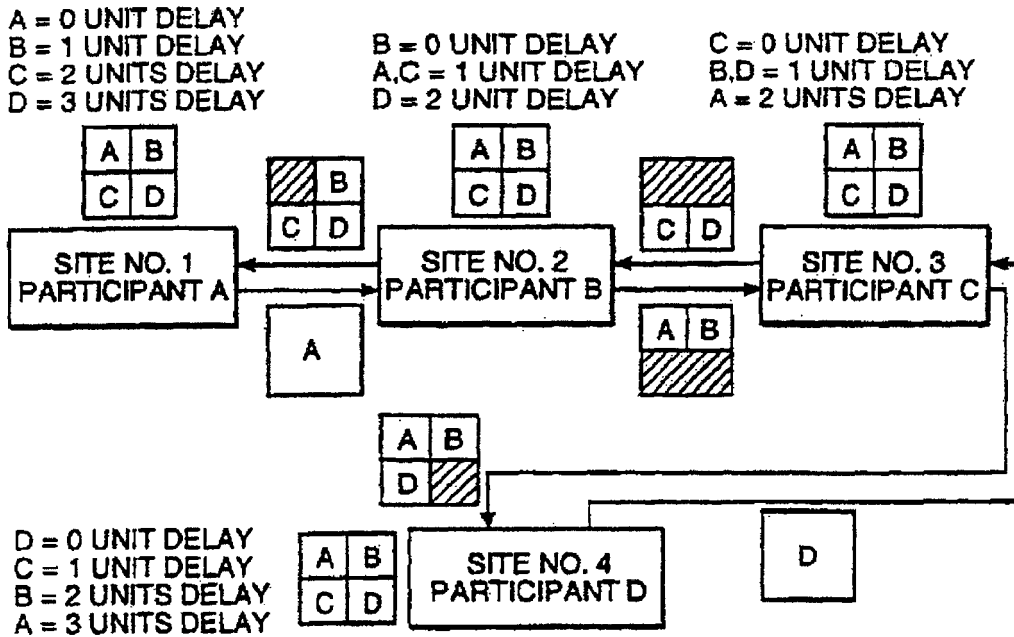 A = 0 UNIT DELAY
B = 1 UNIT DELAY
C = 2 UNITS DELAY
D = 3 UNITS DELAY
B = 0 UNIT DELAY
A,C = 1 UNIT DELAY
D = 2 UNIT DELAY
C = 0 UNIT DELAY
B,D = 1 UNIT DELAY
A = 2 UNITS DELAY
A B
C D
B
C D
A B
C D
C D
A B
C D
SITE NO. 1
PARTICIPANT A
SITE NO. 2
PARTICIPANT B
SITE NO. 3
PARTICIPANT C
A
A B
A B
D
D = 0 UNIT DELAY
C = 1 UNIT DELAY
B = 2 UNITS DELAY
A = 3 UNITS DELAY
A B
C D
SITE NO. 4
PARTICIPANT D
D